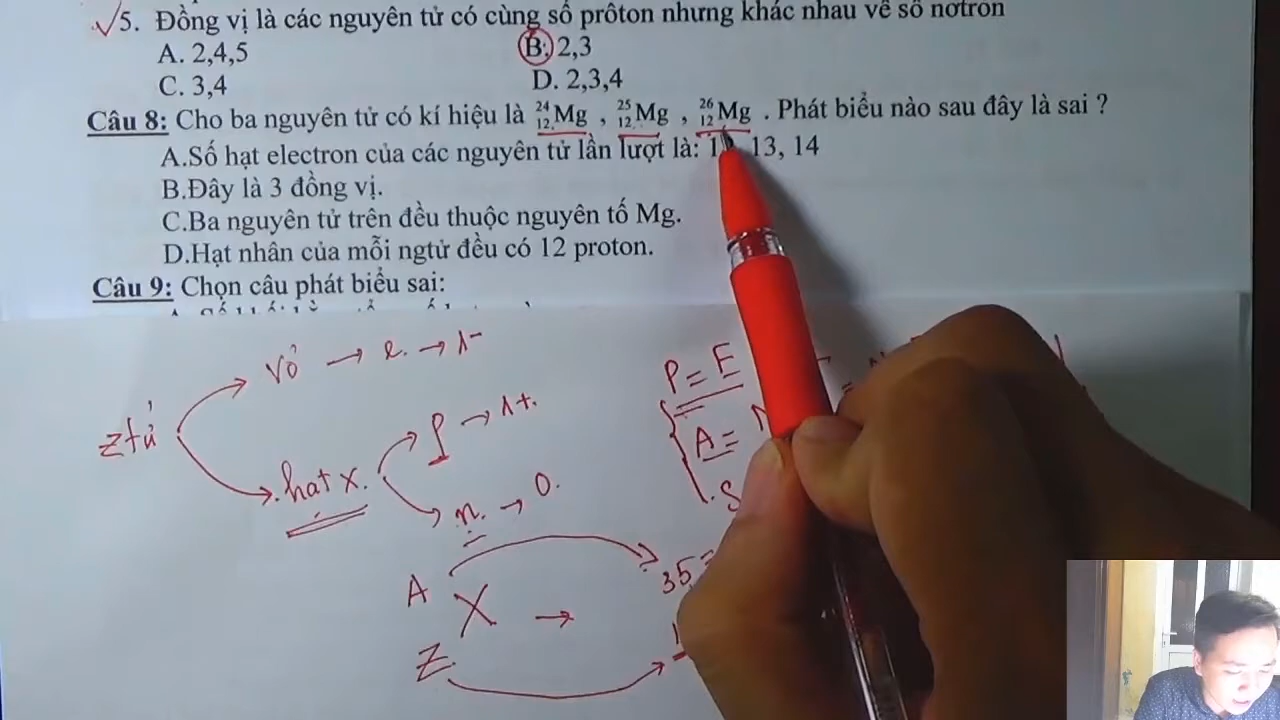 5. Đồng vị là các nguyên tử có cùng số prôton nhưng khác nhau về số nơtron
A. 2,4,5
B. 2,3
C. 3,4
D. 2,3,4
Câu 8: Cho ba nguyên tử có kí hiệu là ²⁴₁₂Mg , ²⁵₁₂Mg , ²⁶₁₂Mg . Phát biểu nào sau đây là sai ?
A.Số hạt electron của các nguyên tử lần lượt là: 13, 14
B.Đây là 3 đồng vị.
C.Ba nguyên tử trên đều thuộc nguyên tố Mg.
D.Hạt nhân của mỗi ngtử đều có 12 proton.
Câu 9: Chọn câu phát biểu sai:
vỏ → e. → 1-
hat x. p → 1+.
n. → 0.
P = E
A =
S
A
X → 35
Z